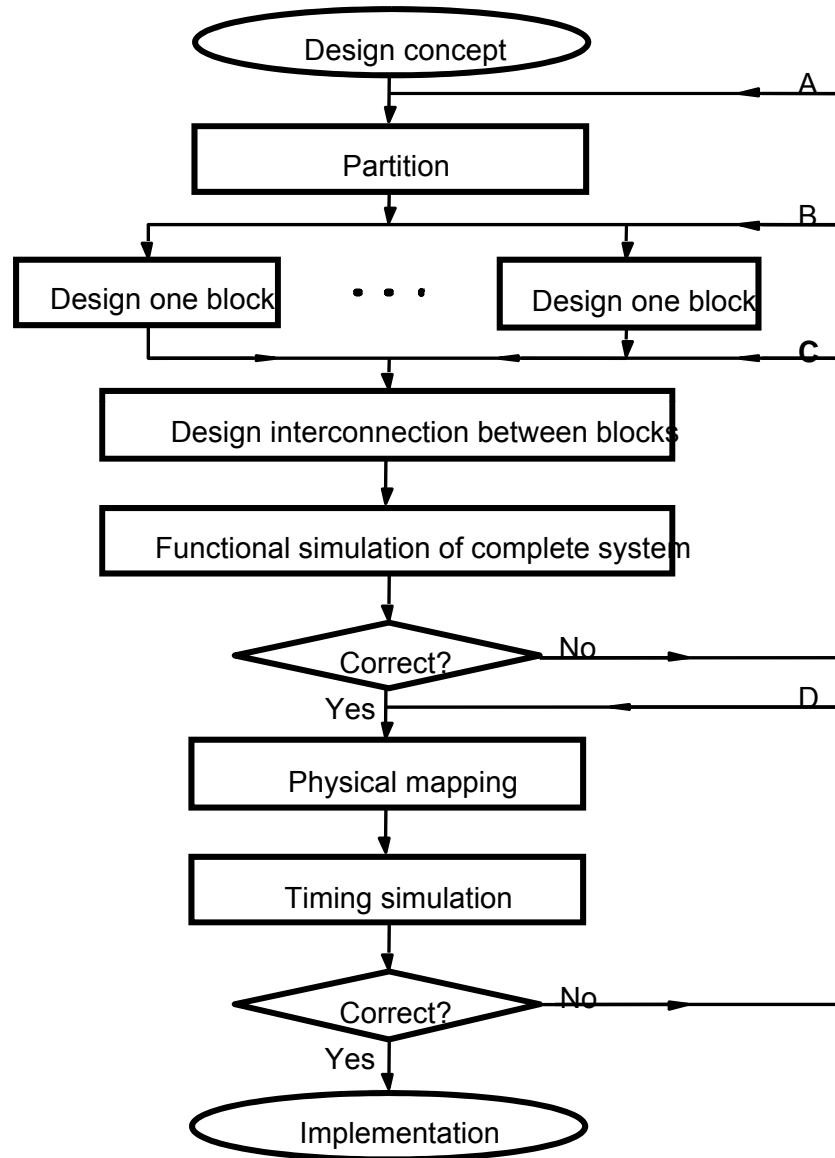 Design concept
A
Partition
B
Design one block
Design one block
C
Design interconnection between blocks
Functional simulation of complete system
Correct?
No
Yes
D
Physical mapping
Timing simulation
Correct?
No
Yes
Implementation